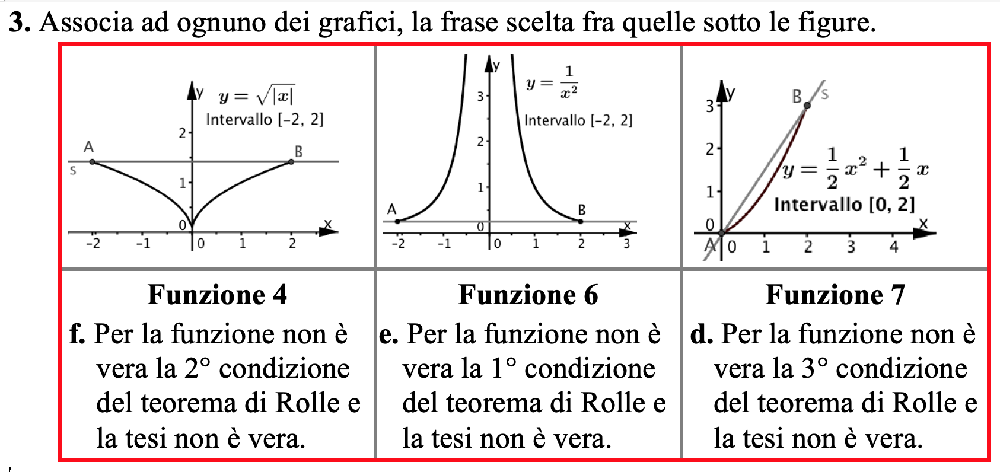 3. Associa ad ognuno dei grafici, la frase scelta fra quelle sotto le figure.
y
y = √|x|
Intervallo [-2, 2]
2
A
B
s
1
0
x
-2 -1 0 1 2
y
y = 1/x²
3
Intervallo [-2, 2]
2
1
A
B
0
x
-2 -1 0 1 2 3
y
B
s
3
2
y = 1/2 x² + 1/2 x
1
Intervallo [0, 2]
0
x
A 0 1 2 3 4
Funzione 4
f. Per la funzione non è
vera la 2° condizione
del teorema di Rolle e
la tesi non è vera.
Funzione 6
e. Per la funzione non è
vera la 1° condizione
del teorema di Rolle e
la tesi non è vera.
Funzione 7
d. Per la funzione non è
vera la 3° condizione
del teorema di Rolle e
la tesi non è vera.